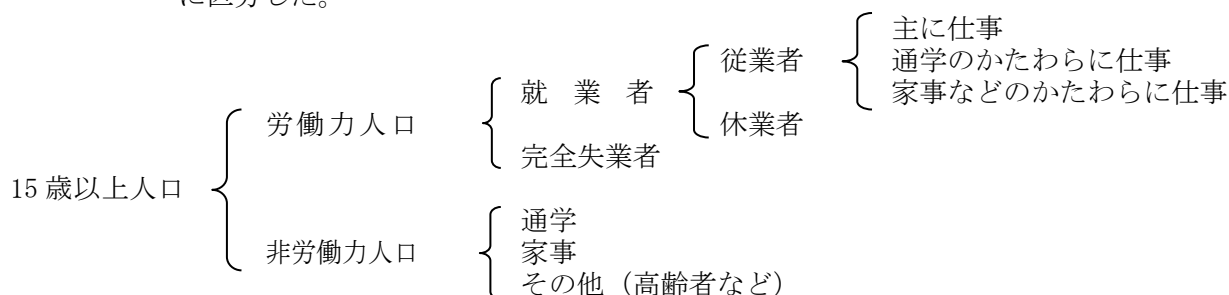 に区分した。
主に仕事
従業者
通学のかたわらに仕事
就業者
家事などのかたわらに仕事
労働力人口
休業者
完全失業者
15歳以上人口
通学
非労働力人口
家事
その他（高齢者など）